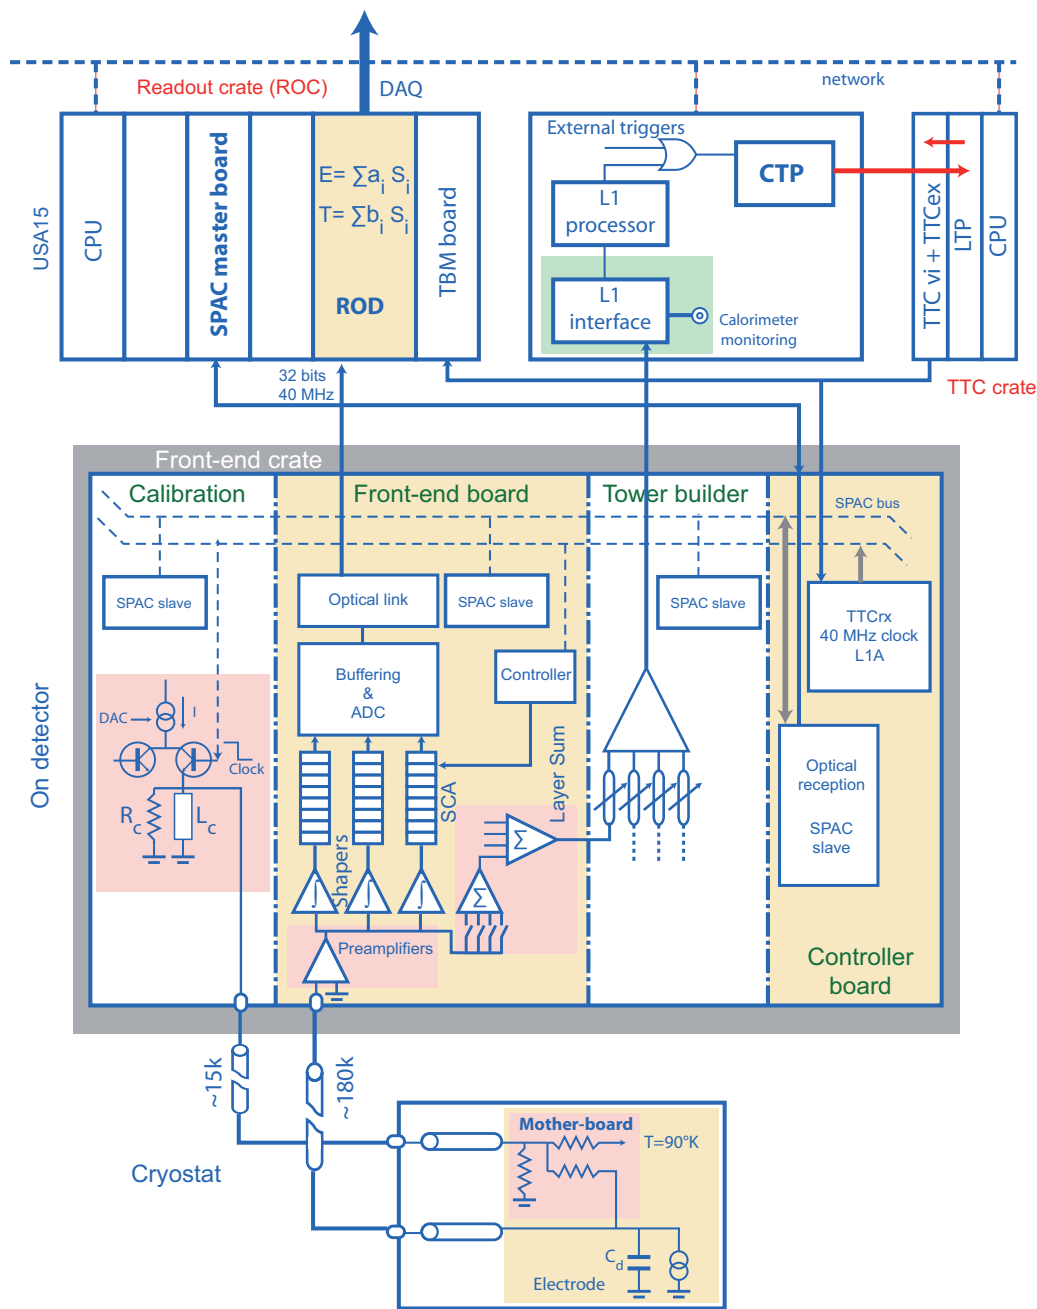 network
Readout crate (ROC)
DAQ
USA15
CPU
SPAC master board
E= ∑a_i S_i
T= ∑b_i S_i
ROD
TBM board
External triggers
CTP
L1
processor
L1
interface
Calorimeter
monitoring
TTC vi + TTCex
LTP
CPU
TTC crate
32 bits
40 MHz
Front-end crate
On detector
Calibration
Front-end board
Tower builder
SPAC bus
SPAC slave
Optical link
SPAC slave
SPAC slave
TTCrx
40 MHz clock
L1A
Buffering
&
ADC
Controller
DAC
I
Clock
R_c
L_c
SCA
Layer Sum
Optical
reception
SPAC
slave
∑
∑
Shapers
∫
∫
∫
Preamplifiers
Controller
board
~15k
~180k
Cryostat
Mother-board
T=90°K
C_d
Electrode